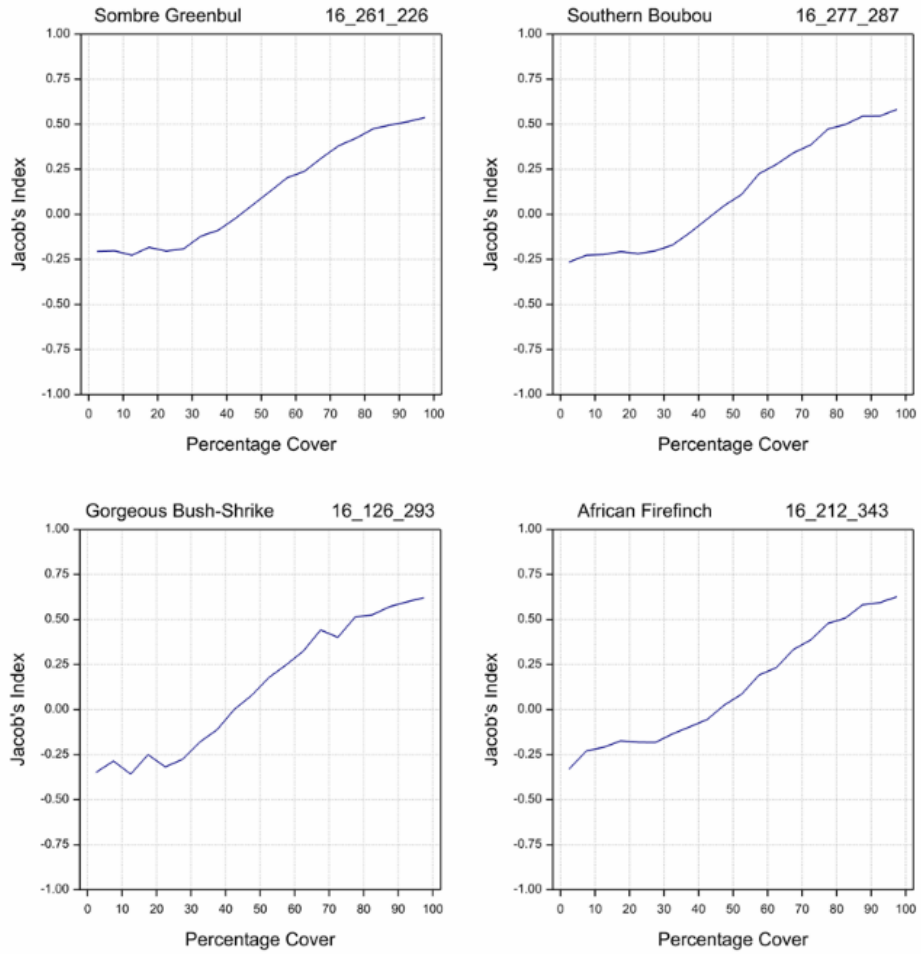 Sombre Greenbul 16_261_226
1.00
0.75
0.50
0.25
0.00
-0.25
-0.50
-0.75
-1.00
Jacob's Index
0 10 20 30 40 50 60 70 80 90 100
Percentage Cover
Southern Boubou 16_277_287
1.00
0.75
0.50
0.25
0.00
-0.25
-0.50
-0.75
-1.00
Jacob's Index
0 10 20 30 40 50 60 70 80 90 100
Percentage Cover
Gorgeous Bush-Shrike 16_126_293
1.00
0.75
0.50
0.25
0.00
-0.25
-0.50
-0.75
-1.00
Jacob's Index
0 10 20 30 40 50 60 70 80 90 100
Percentage Cover
African Firefinch 16_212_343
1.00
0.75
0.50
0.25
0.00
-0.25
-0.50
-0.75
-1.00
Jacob's Index
0 10 20 30 40 50 60 70 80 90 100
Percentage Cover